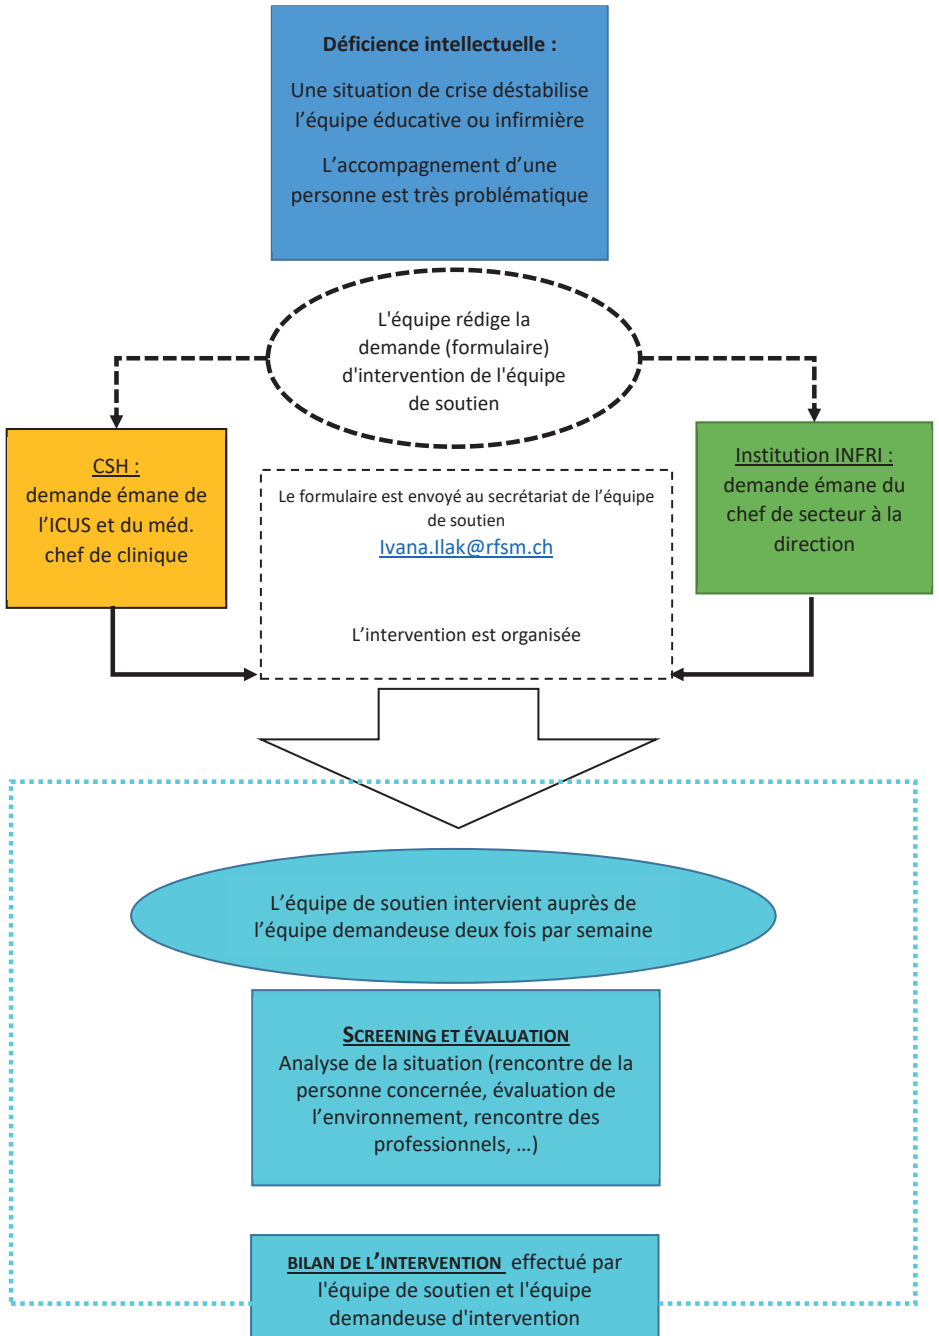 Déficience intellectuelle :
Une situation de crise déstabilise
l’équipe éducative ou infirmière
L’accompagnement d’une
personne est très problématique
L'équipe rédige la
demande (formulaire)
d'intervention de l'équipe
de soutien
CSH :
demande émane de
l’ICUS et du méd.
chef de clinique
Le formulaire est envoyé au secrétariat de l’équipe
de soutien
Ivana.Ilak@rfsm.ch
L’intervention est organisée
Institution INFRI :
demande émane du
chef de secteur à la
direction
L’équipe de soutien intervient auprès de
l’équipe demandeuse deux fois par semaine
SCREENING ET ÉVALUATION
Analyse de la situation (rencontre de la
personne concernée, évaluation de
l’environnement, rencontre des
professionnels, …)
BILAN DE L’INTERVENTION effectué par
l'équipe de soutien et l'équipe
demandeuse d'intervention